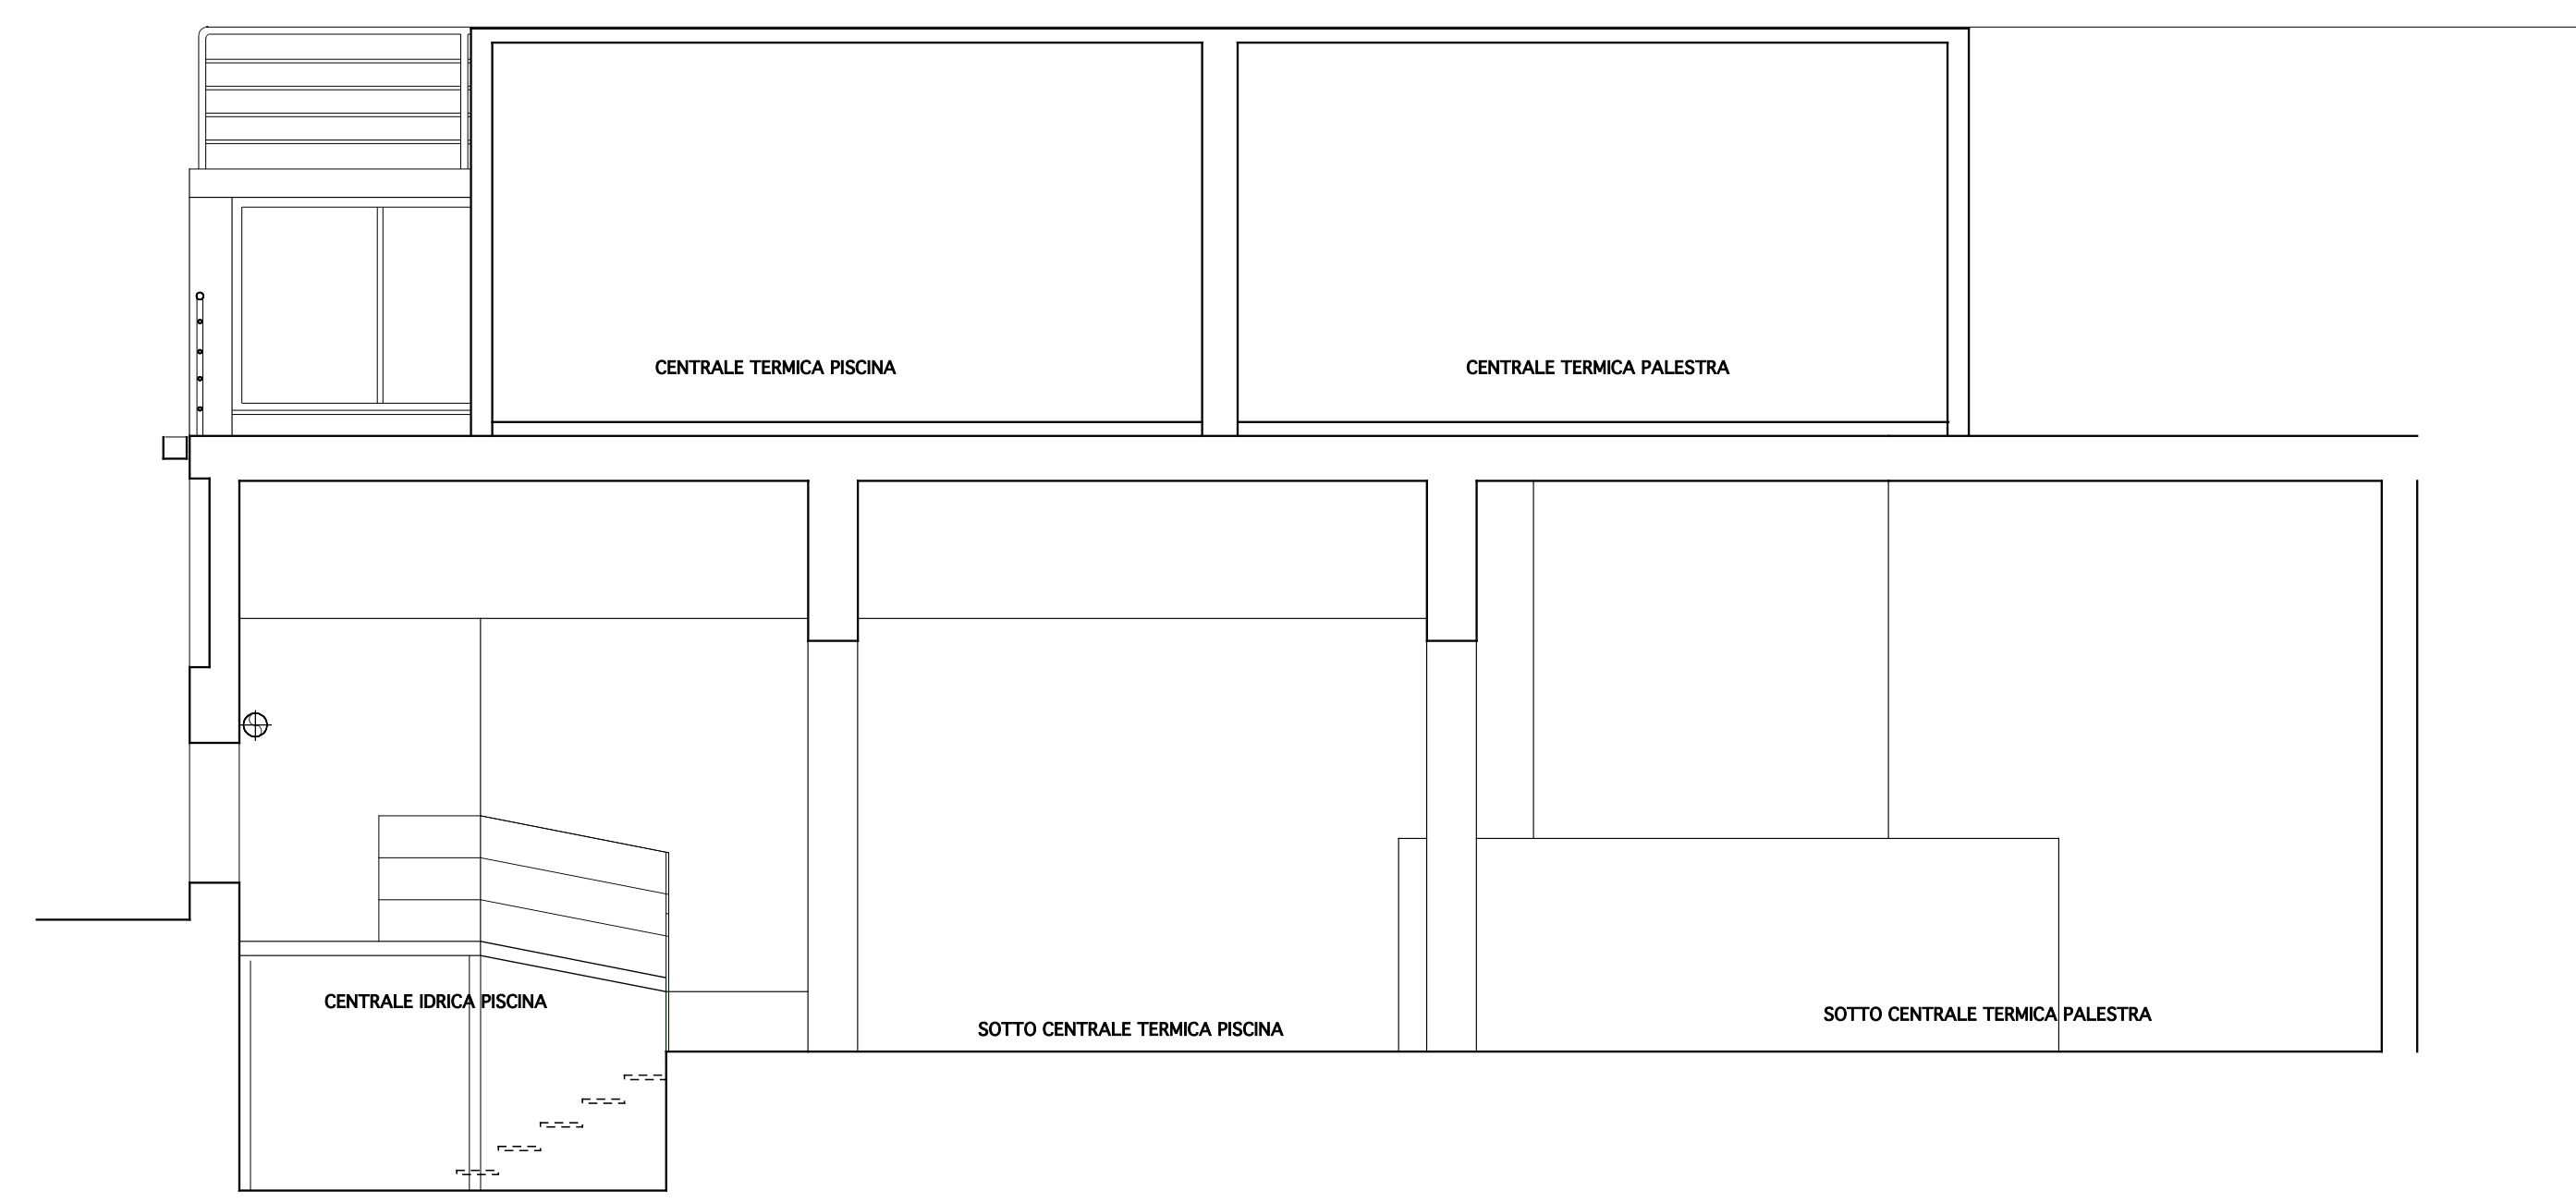 CENTRALE TERMICA PISCINA
CENTRALE TERMICA PALESTRA
CENTRALE IDRICA PISCINA
SOTTO CENTRALE TERMICA PISCINA
SOTTO CENTRALE TERMICA PALESTRA